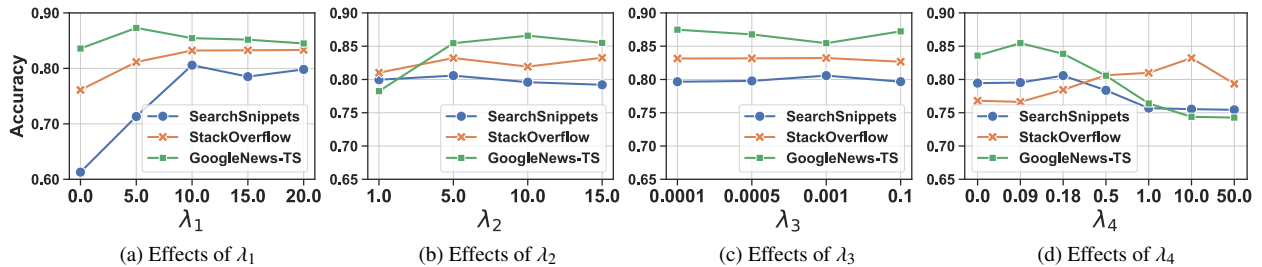 Accuracy
0.90
0.80
0.70
0.60
0.0 5.0 10.0 15.0 20.0
λ1
SearchSnippets
StackOverflow
GoogleNews-TS
(a) Effects of λ1
0.90
0.85
0.80
0.75
0.70
0.65
1.0 5.0 10.0 15.0
λ2
SearchSnippets
StackOverflow
GoogleNews-TS
(b) Effects of λ2
0.90
0.85
0.80
0.75
0.70
0.65
0.0001 0.0005 0.001 0.1
λ3
SearchSnippets
StackOverflow
GoogleNews-TS
(c) Effects of λ3
0.90
0.85
0.80
0.75
0.70
0.65
0.0 0.09 0.18 0.5 1.0 10.0 50.0
λ4
SearchSnippets
StackOverflow
GoogleNews-TS
(d) Effects of λ4